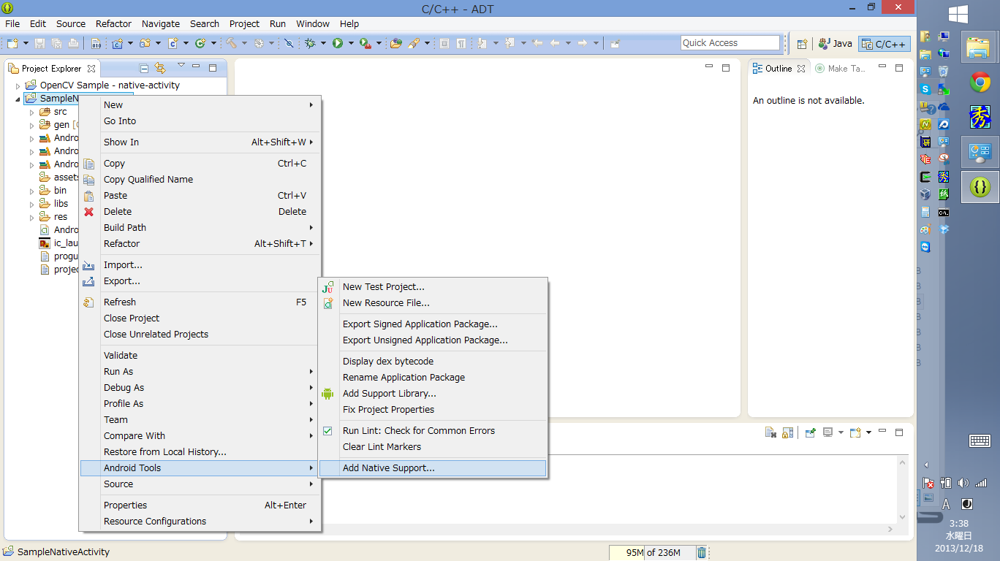 C/C++ - ADT
File Edit Source Refactor Navigate Search Project Run Window Help
Quick Access
Java
C/C++
Project Explorer
OpenCV Sample - native-activity
SampleN
src
gen [
Andro
Andro
Andro
assets
bin
libs
res
Andro
ic_lau
progu
projec
New
Go Into
Show In Alt+Shift+W
Copy Ctrl+C
Copy Qualified Name
Paste Ctrl+V
Delete Delete
Build Path
Refactor Alt+Shift+T
Import...
Export...
Refresh F5
Close Project
Close Unrelated Projects
Validate
Run As
Debug As
Profile As
Team
Compare With
Restore from Local History...
Android Tools
Source
Properties Alt+Enter
Resource Configurations
New Test Project...
New Resource File...
Export Signed Application Package...
Export Unsigned Application Package...
Display dex bytecode
Rename Application Package
Add Support Library...
Fix Project Properties
Run Lint: Check for Common Errors
Clear Lint Markers
Add Native Support...
Outline
Make Ta...
An outline is not available.
SampleNativeActivity
95M of 236M
A
3:38
水曜日
2013/12/18